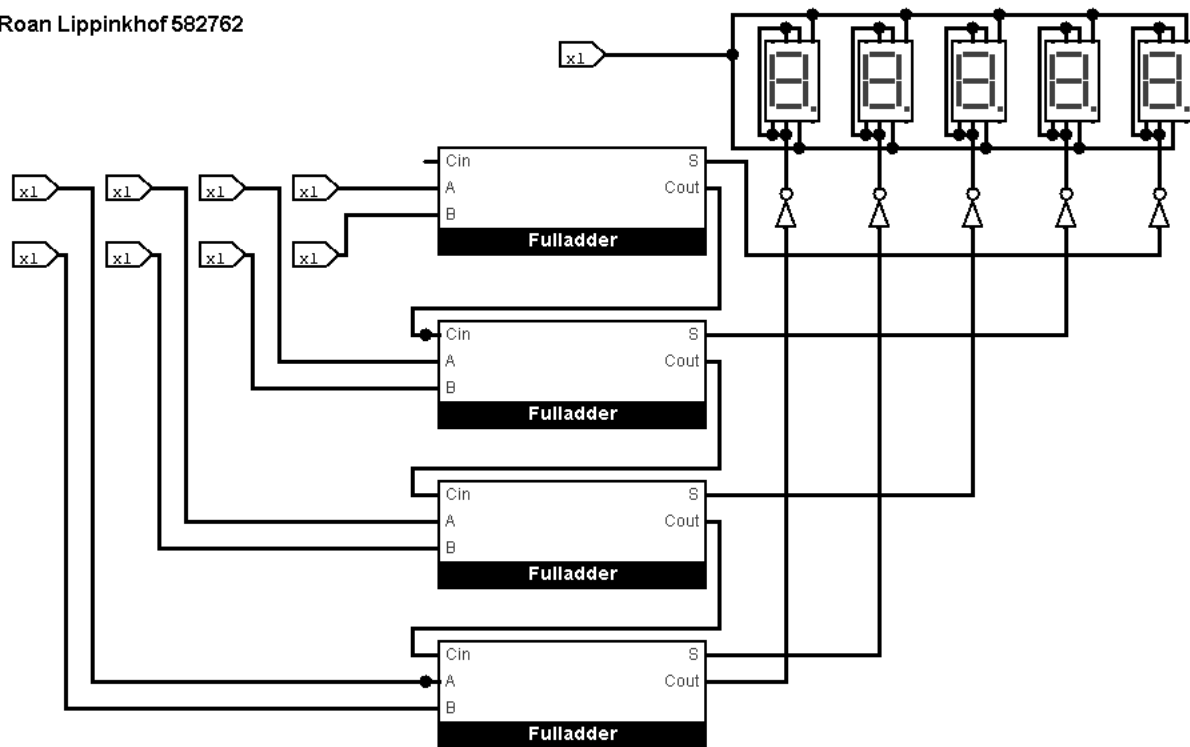 Roan Lippinkhof 582762
x1
Cin S
x1 x1 x1 x1 A Cout
B
x1 x1 x1 x1 Fulladder
Cin S
A Cout
B
Fulladder
Cin S
A Cout
B
Fulladder
Cin S
A Cout
B
Fulladder